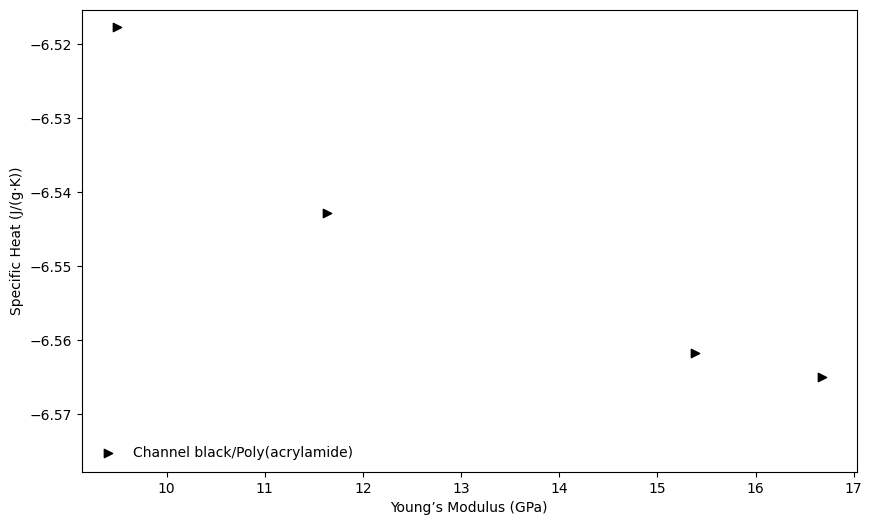 −6.52
−6.53
−6.54
−6.55
−6.56
−6.57
Specific Heat (J/(g·K))
Channel black/Poly(acrylamide)
10 11 12 13 14 15 16 17
Young’s Modulus (GPa)